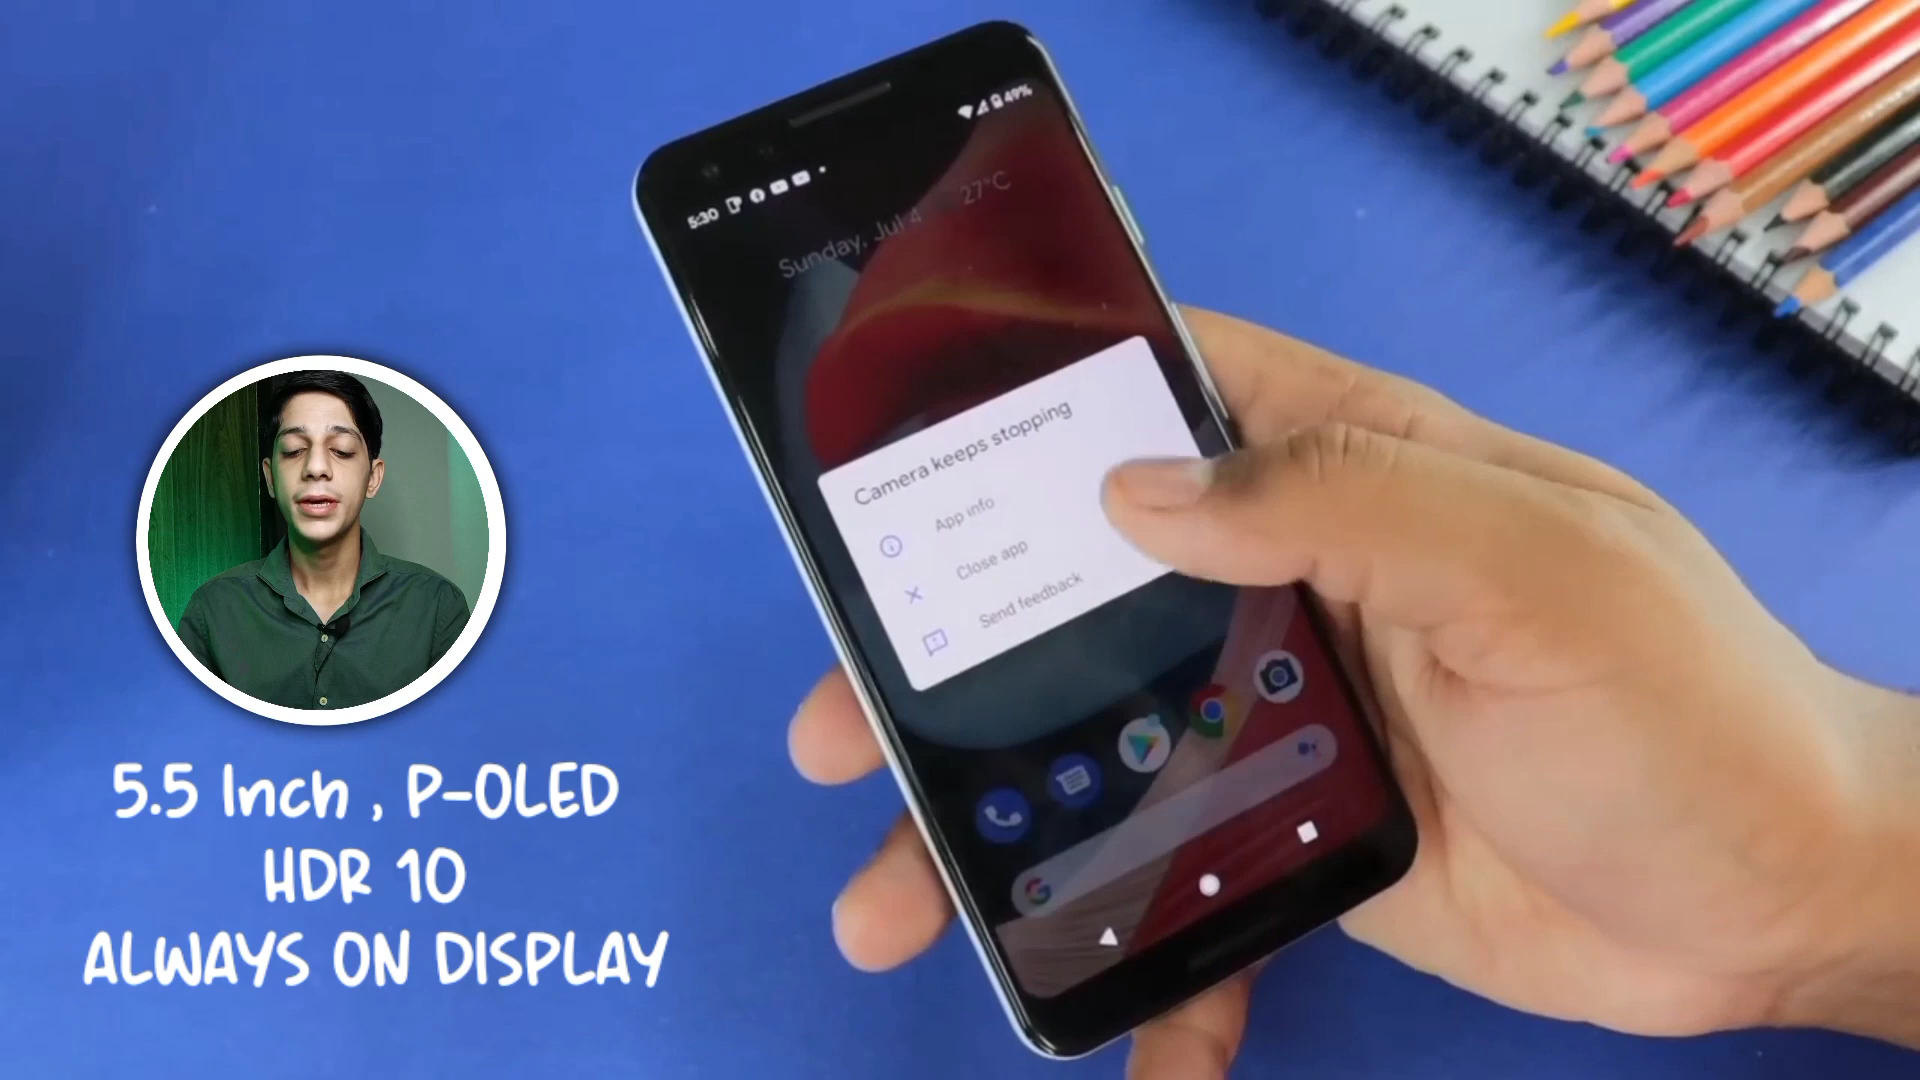 49%
5:30
Sunday, Jul 4 27°C
Camera keeps stopping
App info
Close app
Send feedback
G
5.5 Inch , P-OLED
HDR 10
ALWAYS ON DISPLAY